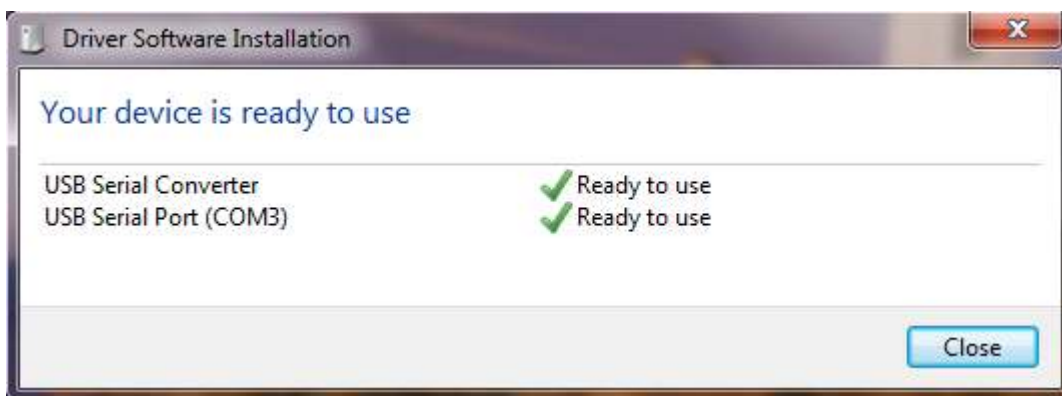 Driver Software Installation
Your device is ready to use
USB Serial Converter Ready to use
USB Serial Port (COM3) Ready to use
Close